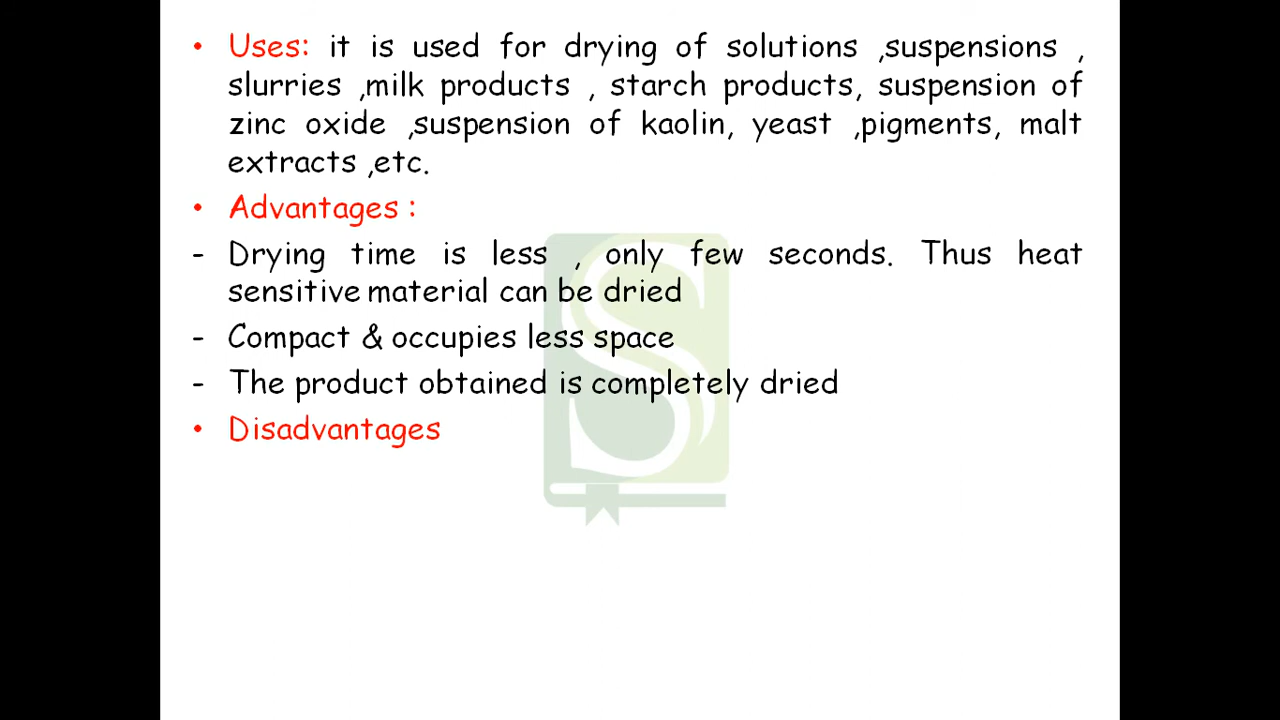 • Uses: it is used for drying of solutions ,suspensions ,
slurries ,milk products , starch products, suspension of
zinc oxide ,suspension of kaolin, yeast ,pigments, malt
extracts ,etc.
• Advantages :
- Drying time is less , only few seconds. Thus heat
sensitive material can be dried
- Compact & occupies less space
- The product obtained is completely dried
• Disadvantages